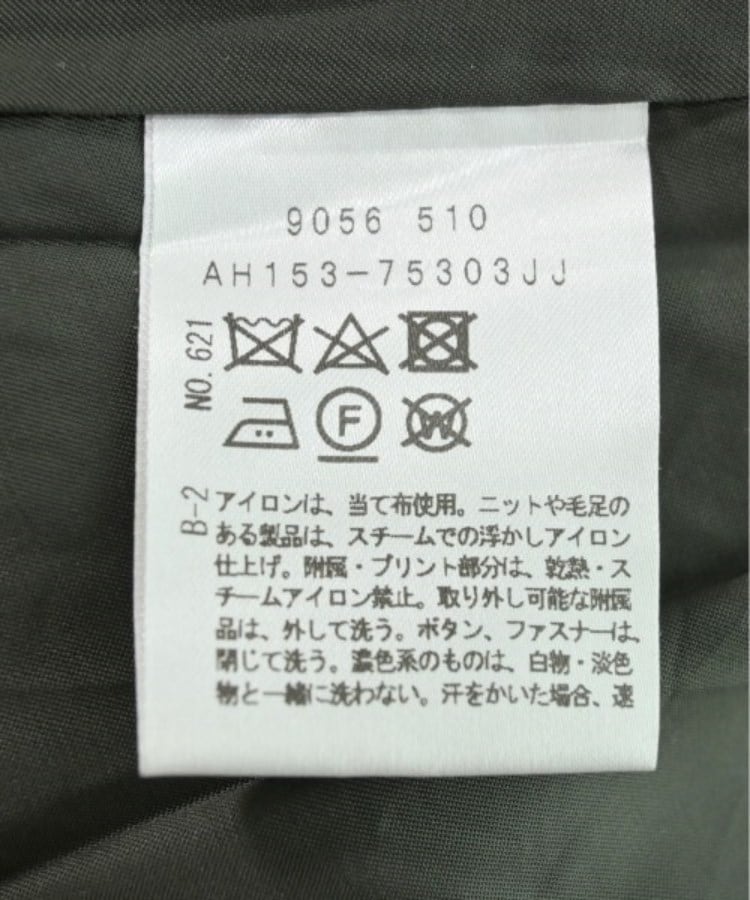 9056 510
AH153-75303JJ
NO. 621
F
W
B-2
アイロンは、当て布使用。ニットや毛足の
ある製品は、スチームでの浮かしアイロン
仕上げ。附属・プリント部分は、乾熱・ス
チームアイロン禁止。取り外し可能な附属
品は、外して洗う。ボタン、ファスナーは、
閉じて洗う。濃色系のものは、白物・淡色
物と一緒に洗わない。汗をかいた場合、速